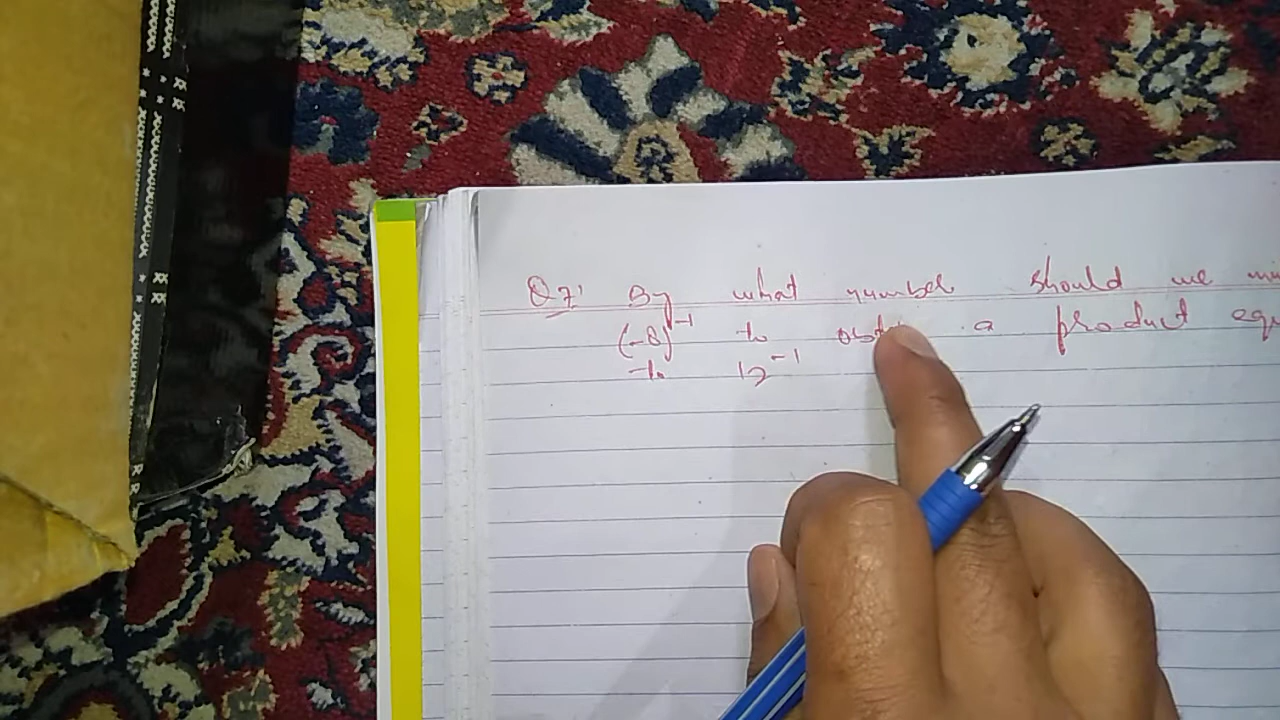 Q7: By what number should we
(-8)⁻¹ to a product
to 12⁻¹